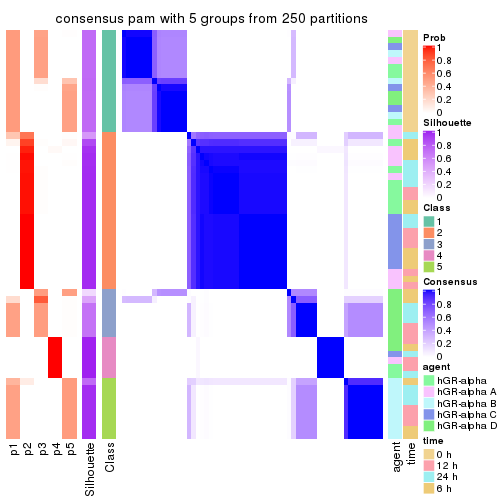 consensus pam with 5 groups from 250 partitions
Prob
1
0.8
0.6
0.4
0.2
0
Silhouette
1
0.8
0.6
0.4
0.2
0
Class
1
2
3
4
5
Consensus
1
0.8
0.6
0.4
0.2
0
agent
hGR-alpha
hGR-alpha A
hGR-alpha B
hGR-alpha C
hGR-alpha D
time
0 h
12 h
24 h
6 h
p1
p2
p3
p4
p5
Silhouette
Class
agent
time